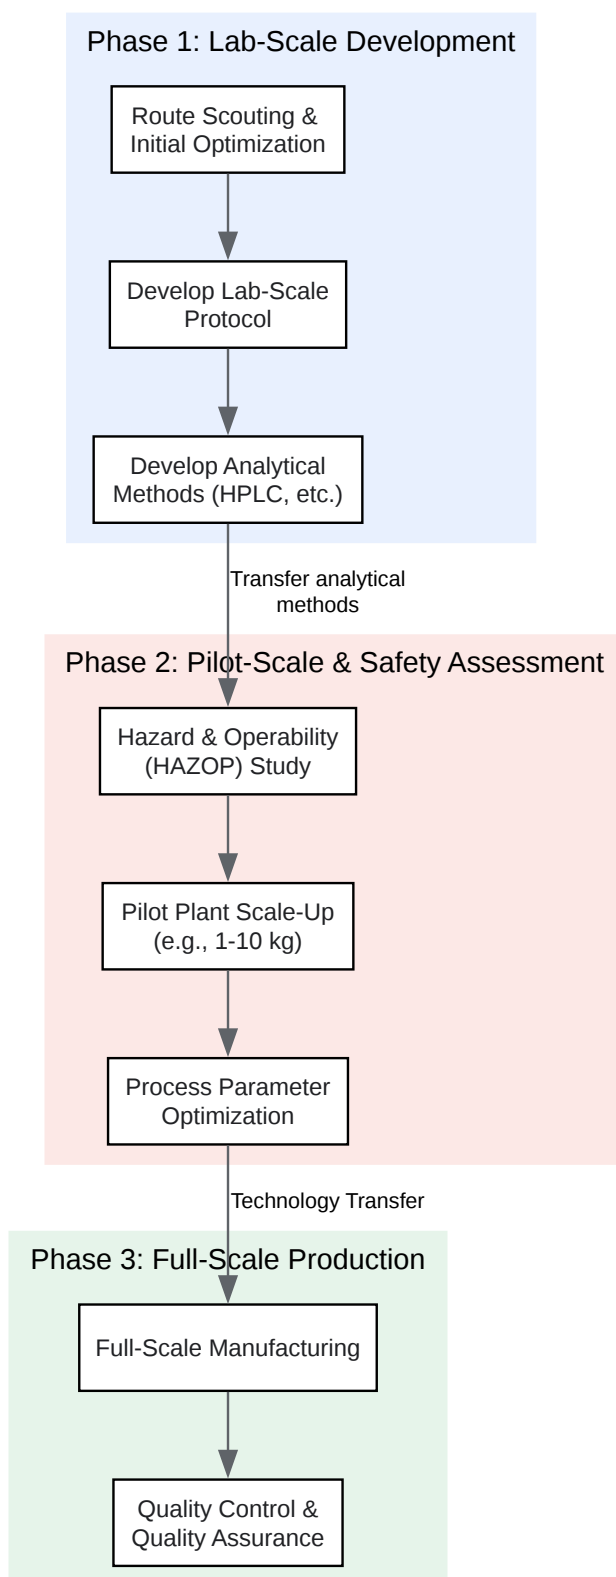 Phase 1: Lab-Scale Development
Route Scouting &
Initial Optimization
Develop Lab-Scale
Protocol
Develop Analytical
Methods (HPLC, etc.)
Transfer analytical
methods
Phase 2: Pilot-Scale & Safety Assessment
Hazard & Operability
(HAZOP) Study
Pilot Plant Scale-Up
(e.g., 1-10 kg)
Process Parameter
Optimization
Technology Transfer
Phase 3: Full-Scale Production
Full-Scale Manufacturing
Quality Control &
Quality Assurance